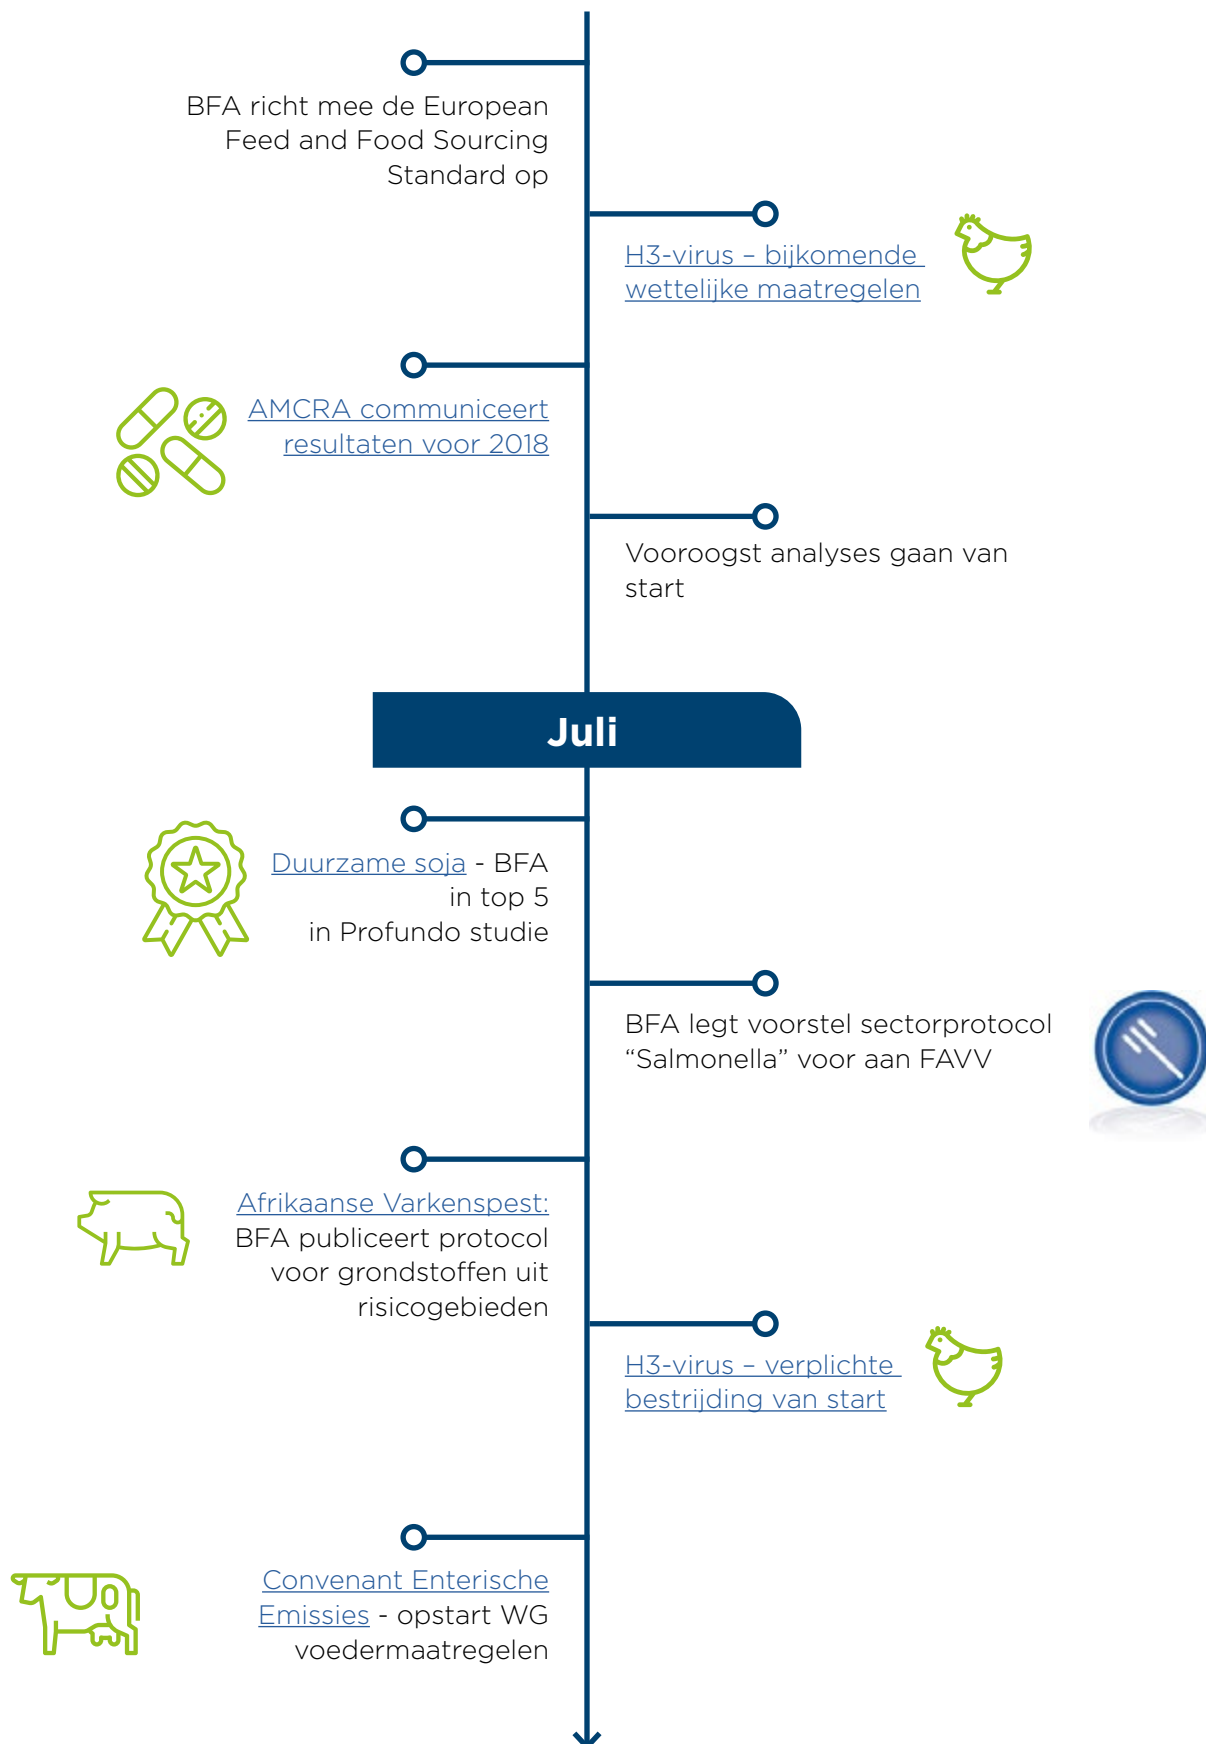 BFA richt mee de European
Feed and Food Sourcing
Standard op
H3-virus – bijkomende
wettelijke maatregelen
AMCRA communiceert
resultaten voor 2018
Vooroogst analyses gaan van
start
Juli
Duurzame soja - BFA
in top 5
in Profundo studie
BFA legt voorstel sectorprotocol
“Salmonella” voor aan FAVV
Afrikaanse Varkenspest:
BFA publiceert protocol
voor grondstoffen uit
risicogebieden
H3-virus – verplichte
bestrijding van start
Convenant Enterische
Emissies - opstart WG
voedermaatregelen